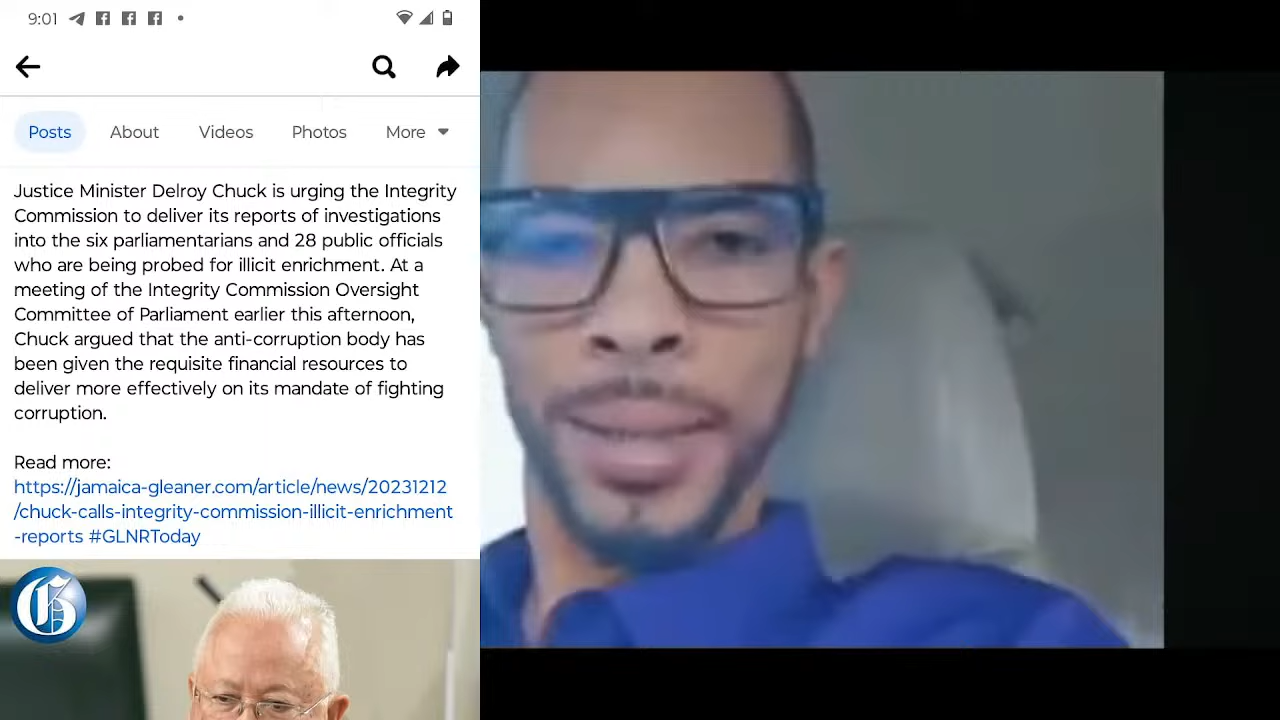 9:01
Posts
About
Videos
Photos
More
Justice Minister Delroy Chuck is urging the Integrity
Commission to deliver its reports of investigations
into the six parliamentarians and 28 public officials
who are being probed for illicit enrichment. At a
meeting of the Integrity Commission Oversight
Committee of Parliament earlier this afternoon,
Chuck argued that the anti-corruption body has
been given the requisite financial resources to
deliver more effectively on its mandate of fighting
corruption.
Read more:
https://jamaica-gleaner.com/article/news/20231212
/chuck-calls-integrity-commission-illicit-enrichment
-reports #GLNRToday
G